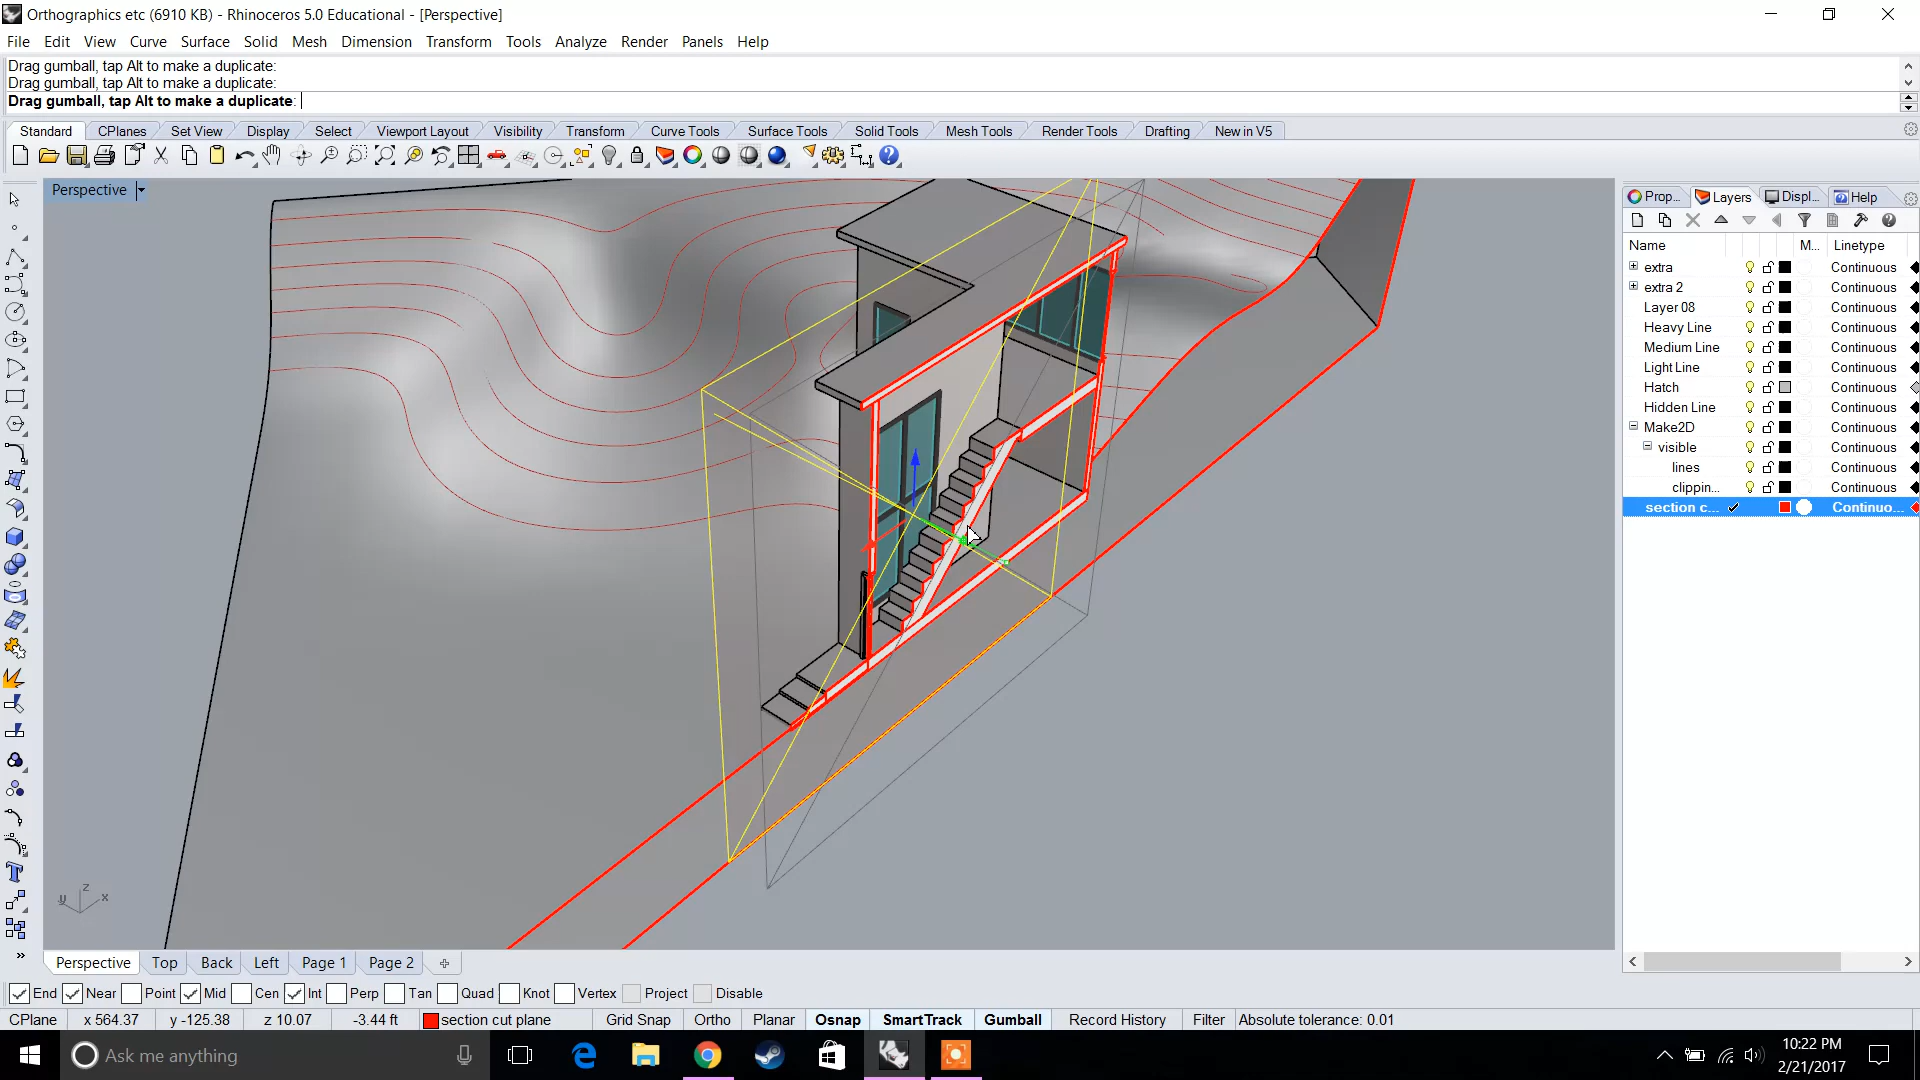 Orthographics etc (6910 KB) - Rhinoceros 5.0 Educational - [Perspective]
File Edit View Curve Surface Solid Mesh Dimension Transform Tools Analyze Render Panels Help
Drag gumball, tap Alt to make a duplicate:
Drag gumball, tap Alt to make a duplicate:
Drag gumball, tap Alt to make a duplicate:
Standard CPlanes Set View Display Select Viewport Layout Visibility Transform Curve Tools Surface Tools Solid Tools Mesh Tools Render Tools Drafting New in V5
Perspective
Prop... Layers Displ... Help
Name M... Linetype
extra Continuous
extra 2 Continuous
Layer 08 Continuous
Heavy Line Continuous
Medium Line Continuous
Light Line Continuous
Hatch Continuous
Hidden Line Continuous
Make2D Continuous
visible Continuous
lines Continuous
clippin... Continuous
section c... Continuo...
z
y x
Perspective Top Back Left Page 1 Page 2
End Near Point Mid Cen Int Perp Tan Quad Knot Vertex Project Disable
CPlane x 564.37 y -125.38 z 10.07 -3.44 ft section cut plane Grid Snap Ortho Planar Osnap SmartTrack Gumball Record History Filter Absolute tolerance: 0.01
Ask me anything
10:22 PM
2/21/2017